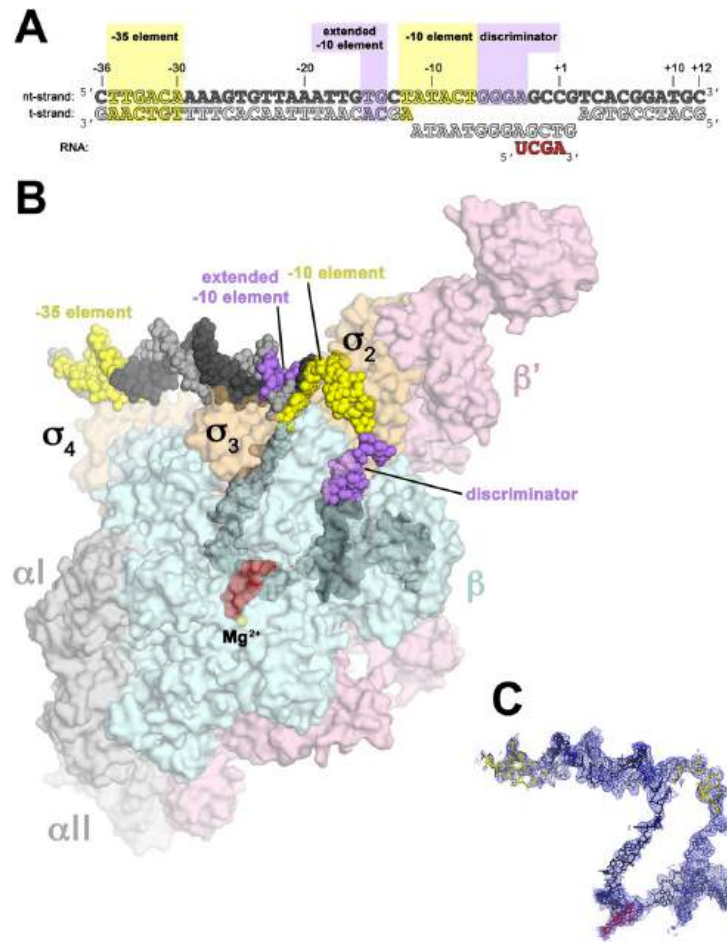 A
-35 element
extended
-10 element
-10 element
discriminator
-36 -30 -20 -10 +1 +10 +12
nt-strand: 5' CTTGACAAAAGTGTTAAATTGTGCTATACTGGGAGCCGTCACGGATGC 3'
t-strand: 3' GAACTGTTTTCACAATTTAACACGA AGTGCCTACG 5'
ATAATGGGAGCTG
RNA: 5' UCGA 3'
B
-10 element
extended
-10 element
-35 element
σ2
β'
σ4
σ3
discriminator
αI
β
Mg2+
C
αII